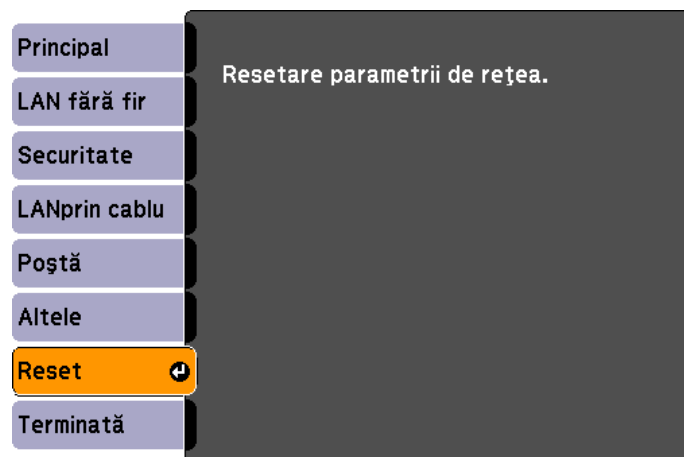 Principal
LAN fără fir
Securitate
LANprin cablu
Poştă
Altele
Reset
Terminată
Resetare parametrii de reţea.